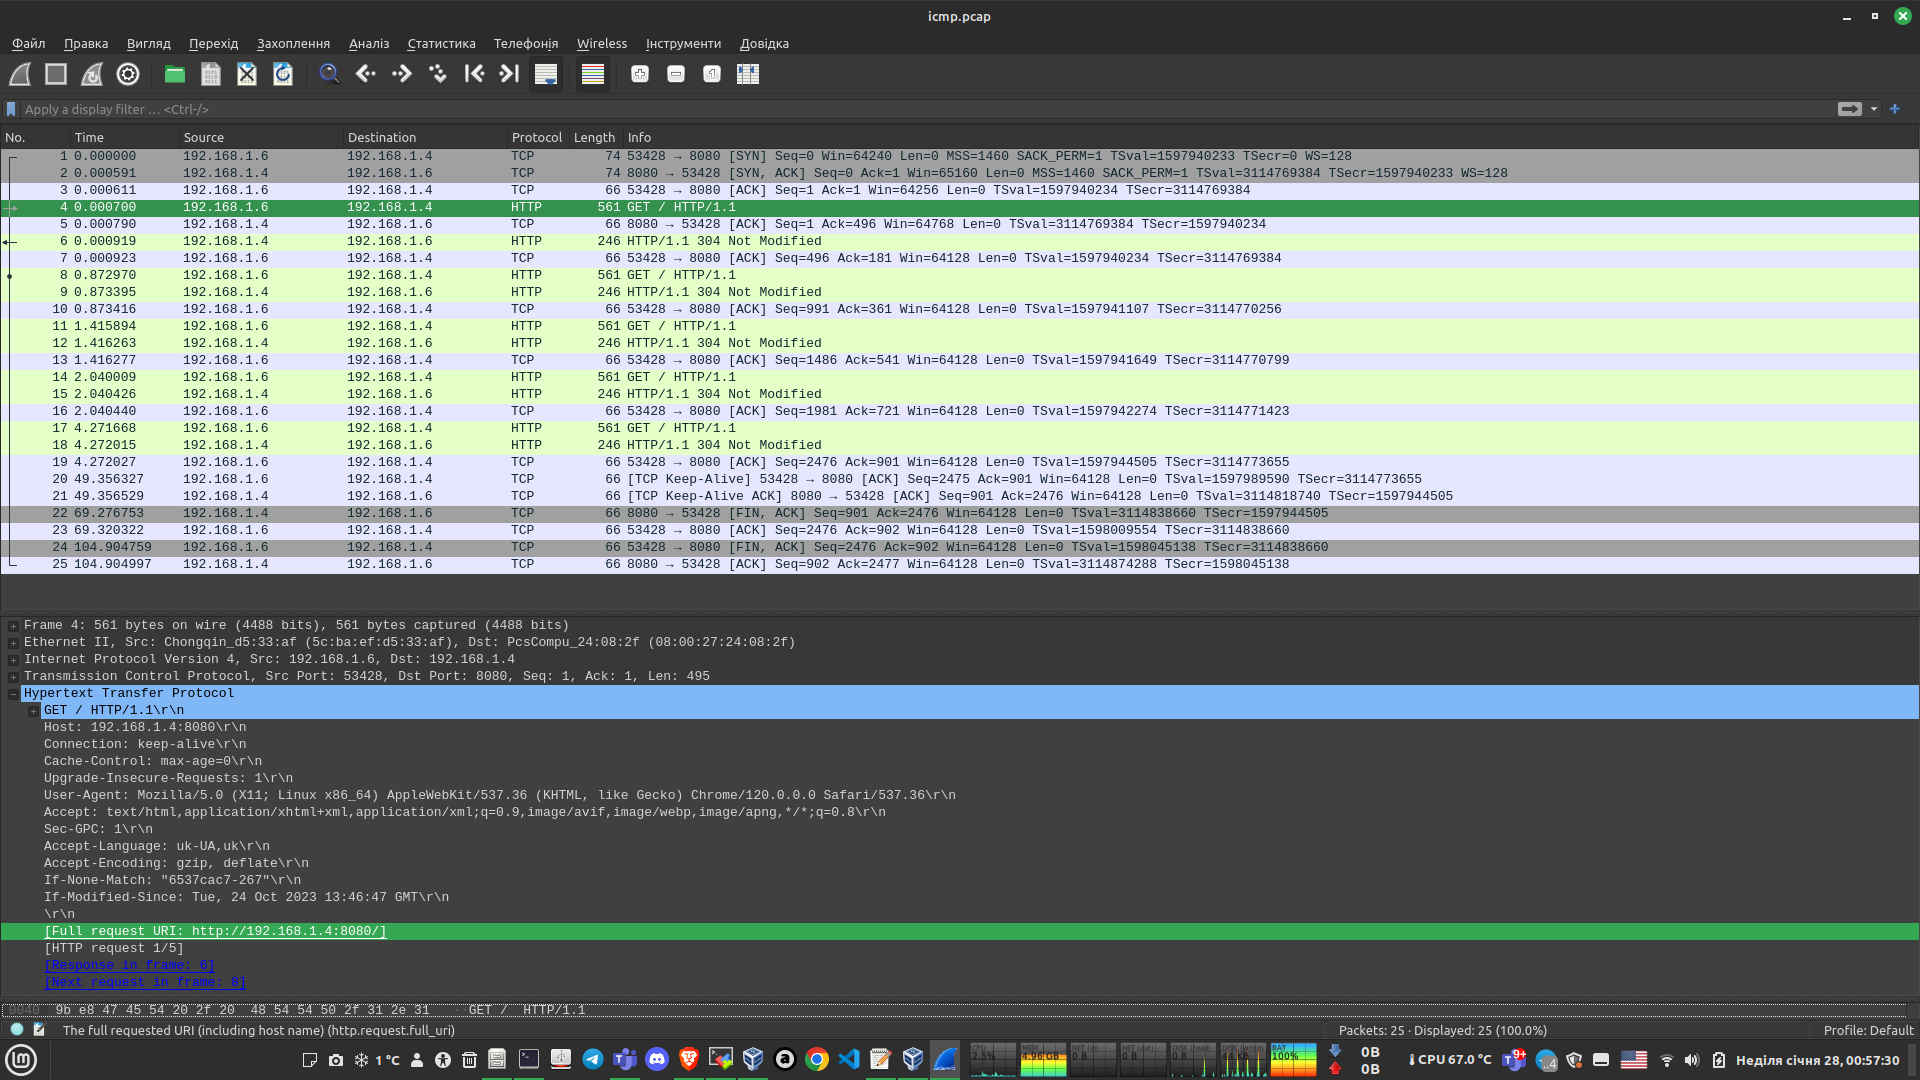 icmp.pcap
Файл Правка Вигляд Перехід Захоплення Аналіз Статистика Телефонія Wireless Інструменти Довідка
Apply a display filter … <Ctrl-/>
No. Time Source Destination Protocol Length Info
1 0.000000 192.168.1.6 192.168.1.4 TCP 74 53428 → 8080 [SYN] Seq=0 Win=64240 Len=0 MSS=1460 SACK_PERM=1 TSval=1597940233 TSecr=0 WS=128
2 0.000591 192.168.1.4 192.168.1.6 TCP 74 8080 → 53428 [SYN, ACK] Seq=0 Ack=1 Win=65160 Len=0 MSS=1460 SACK_PERM=1 TSval=3114769384 TSecr=1597940233 WS=128
3 0.000611 192.168.1.6 192.168.1.4 TCP 66 53428 → 8080 [ACK] Seq=1 Ack=1 Win=64256 Len=0 TSval=1597940234 TSecr=3114769384
4 0.000700 192.168.1.6 192.168.1.4 HTTP 561 GET / HTTP/1.1
5 0.000790 192.168.1.4 192.168.1.6 TCP 66 8080 → 53428 [ACK] Seq=1 Ack=496 Win=64768 Len=0 TSval=3114769384 TSecr=1597940234
6 0.000919 192.168.1.4 192.168.1.6 HTTP 246 HTTP/1.1 304 Not Modified
7 0.000923 192.168.1.6 192.168.1.4 TCP 66 53428 → 8080 [ACK] Seq=496 Ack=181 Win=64128 Len=0 TSval=1597940234 TSecr=3114769384
8 0.872970 192.168.1.6 192.168.1.4 HTTP 561 GET / HTTP/1.1
9 0.873395 192.168.1.4 192.168.1.6 HTTP 246 HTTP/1.1 304 Not Modified
10 0.873416 192.168.1.6 192.168.1.4 TCP 66 53428 → 8080 [ACK] Seq=991 Ack=361 Win=64128 Len=0 TSval=1597941107 TSecr=3114770256
11 1.415894 192.168.1.6 192.168.1.4 HTTP 561 GET / HTTP/1.1
12 1.416263 192.168.1.4 192.168.1.6 HTTP 246 HTTP/1.1 304 Not Modified
13 1.416277 192.168.1.6 192.168.1.4 TCP 66 53428 → 8080 [ACK] Seq=1486 Ack=541 Win=64128 Len=0 TSval=1597941649 TSecr=3114770799
14 2.040009 192.168.1.6 192.168.1.4 HTTP 561 GET / HTTP/1.1
15 2.040426 192.168.1.4 192.168.1.6 HTTP 246 HTTP/1.1 304 Not Modified
16 2.040440 192.168.1.6 192.168.1.4 TCP 66 53428 → 8080 [ACK] Seq=1981 Ack=721 Win=64128 Len=0 TSval=1597942274 TSecr=3114771423
17 4.271668 192.168.1.6 192.168.1.4 HTTP 561 GET / HTTP/1.1
18 4.272015 192.168.1.4 192.168.1.6 HTTP 246 HTTP/1.1 304 Not Modified
19 4.272027 192.168.1.6 192.168.1.4 TCP 66 53428 → 8080 [ACK] Seq=2476 Ack=901 Win=64128 Len=0 TSval=1597944505 TSecr=3114773655
20 49.356327 192.168.1.6 192.168.1.4 TCP 66 [TCP Keep-Alive] 53428 → 8080 [ACK] Seq=2475 Ack=901 Win=64128 Len=0 TSval=1597989590 TSecr=3114773655
21 49.356529 192.168.1.4 192.168.1.6 TCP 66 [TCP Keep-Alive ACK] 8080 → 53428 [ACK] Seq=901 Ack=2476 Win=64128 Len=0 TSval=3114818740 TSecr=1597944505
22 69.276753 192.168.1.4 192.168.1.6 TCP 66 8080 → 53428 [FIN, ACK] Seq=901 Ack=2476 Win=64128 Len=0 TSval=3114838660 TSecr=1597944505
23 69.320322 192.168.1.6 192.168.1.4 TCP 66 53428 → 8080 [ACK] Seq=2476 Ack=902 Win=64128 Len=0 TSval=1598009554 TSecr=3114838660
24 104.904759 192.168.1.6 192.168.1.4 TCP 66 53428 → 8080 [FIN, ACK] Seq=2476 Ack=902 Win=64128 Len=0 TSval=1598045138 TSecr=3114838660
25 104.904997 192.168.1.4 192.168.1.6 TCP 66 8080 → 53428 [ACK] Seq=902 Ack=2477 Win=64128 Len=0 TSval=3114874288 TSecr=1598045138
Frame 4: 561 bytes on wire (4488 bits), 561 bytes captured (4488 bits)
Ethernet II, Src: Chongqin_d5:33:af (5c:ba:ef:d5:33:af), Dst: PcsCompu_24:08:2f (08:00:27:24:08:2f)
Internet Protocol Version 4, Src: 192.168.1.6, Dst: 192.168.1.4
Transmission Control Protocol, Src Port: 53428, Dst Port: 8080, Seq: 1, Ack: 1, Len: 495
Hypertext Transfer Protocol
GET / HTTP/1.1\r\n
Host: 192.168.1.4:8080\r\n
Connection: keep-alive\r\n
Cache-Control: max-age=0\r\n
Upgrade-Insecure-Requests: 1\r\n
User-Agent: Mozilla/5.0 (X11; Linux x86_64) AppleWebKit/537.36 (KHTML, like Gecko) Chrome/120.0.0.0 Safari/537.36\r\n
Accept: text/html,application/xhtml+xml,application/xml;q=0.9,image/avif,image/webp,image/apng,*/*;q=0.8\r\n
Sec-GPC: 1\r\n
Accept-Language: uk-UA,uk\r\n
Accept-Encoding: gzip, deflate\r\n
If-None-Match: "6537cac7-267"\r\n
If-Modified-Since: Tue, 24 Oct 2023 13:46:47 GMT\r\n
\r\n
[Full request URI: http://192.168.1.4:8080/]
[HTTP request 1/5]
[Response in frame: 6]
[Next request in frame: 8]
0040 9b e8 47 45 54 20 2f 20 48 54 54 50 2f 31 2e 31 ··GET / HTTP/1.1
The full requested URI (including host name) (http.request.full_uri) Packets: 25 · Displayed: 25 (100.0%) Profile: Default
1 °C CPU 2.5% MEM 4.96 GB 0 B 0 B 0 B 44 KB BAT 100% 0B 0B CPU 67.0 °C 9+ Неділя січня 28, 00:57:30